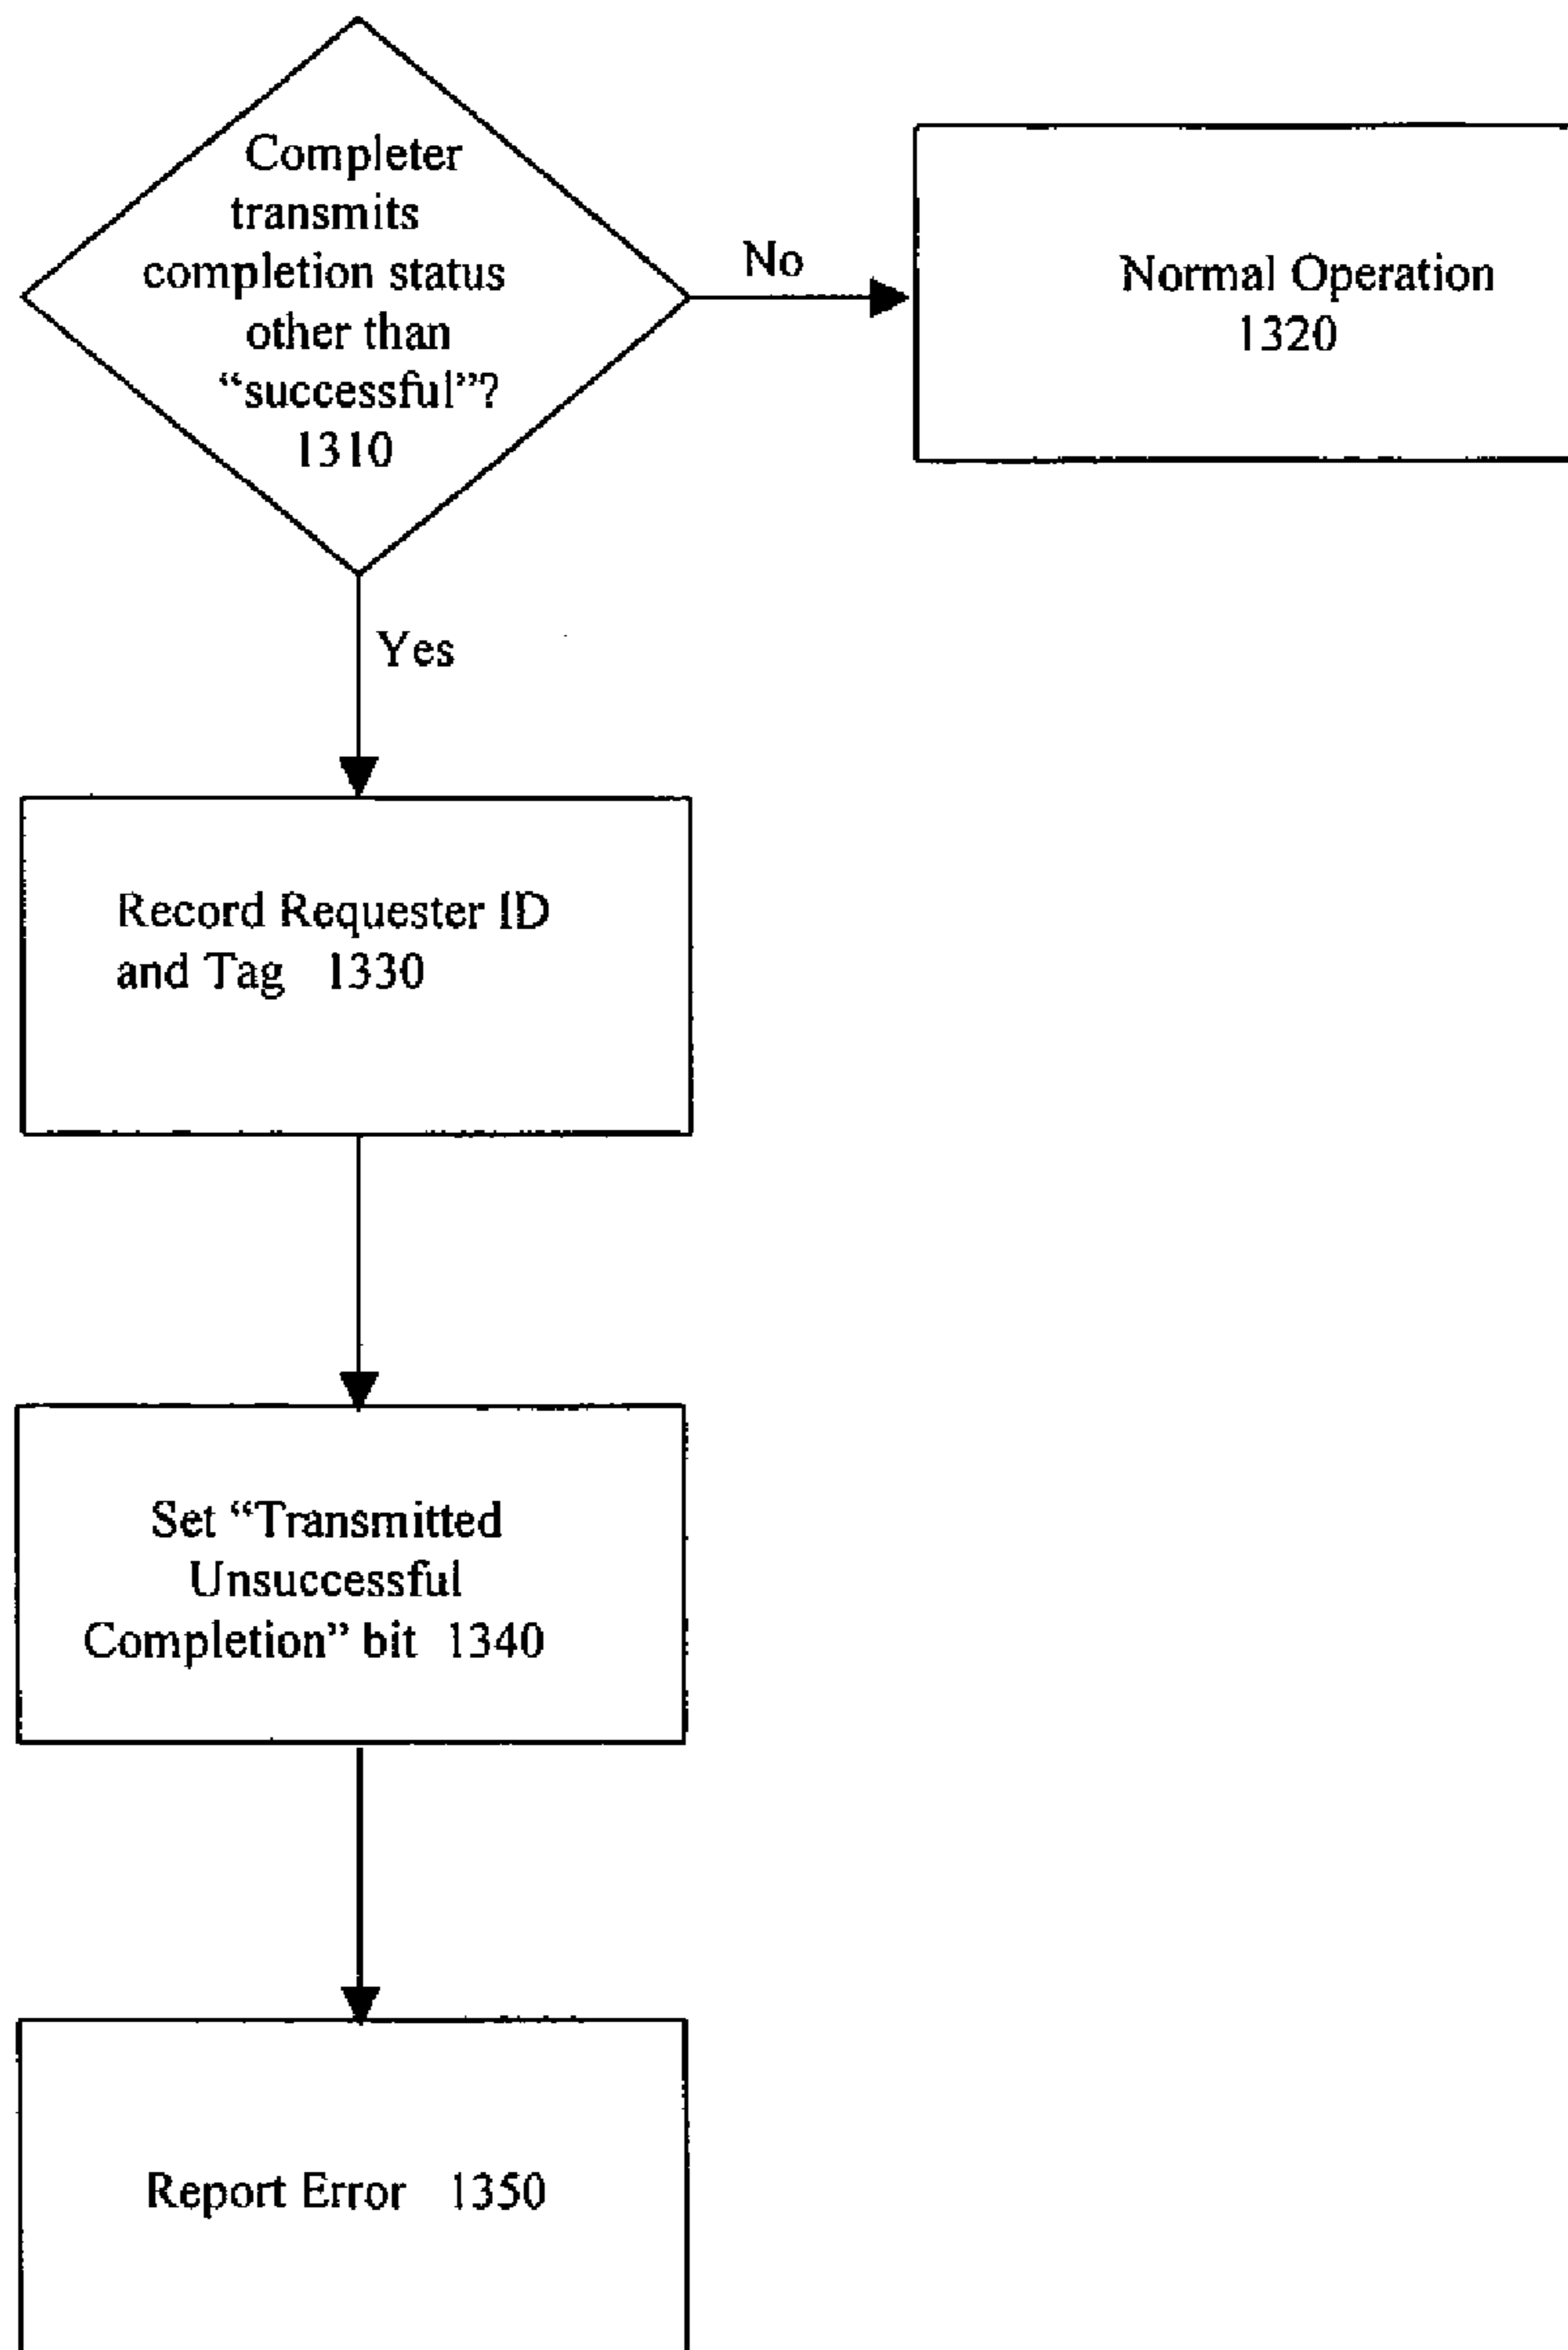 Completer
transmits
completion status
other than
“successful”?
1310
No
Normal Operation
1320
Yes
Record Requester ID
and Tag 1330
Set “Transmitted
Unsuccessful
Completion” bit 1340
Report Error 1350